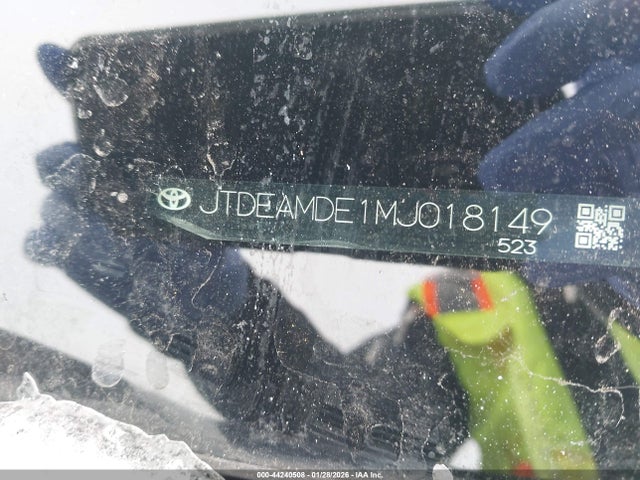 JTDEAMDE1MJ018149
523
000-44240508 - 01/28/2026 - IAA Inc.